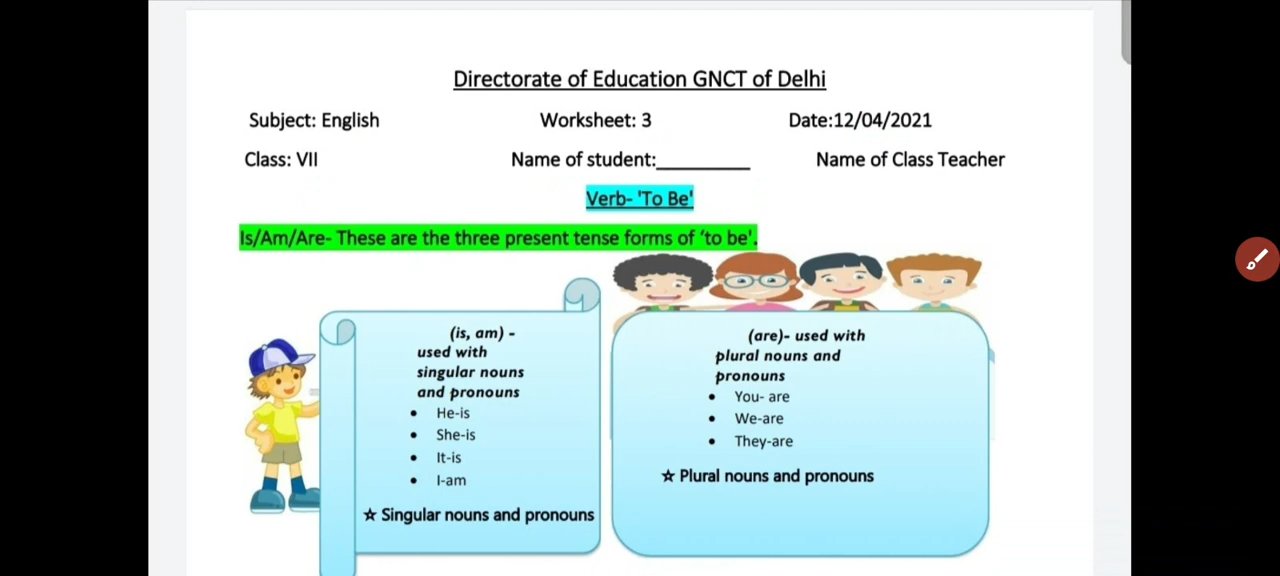 Directorate of Education GNCT of Delhi
Subject: English Worksheet: 3 Date:12/04/2021
Class: VII Name of student:_________ Name of Class Teacher
Verb- 'To Be'
Is/Am/Are- These are the three present tense forms of ‘to be'.
(is, am) -
used with
singular nouns
and pronouns
• He-is
• She-is
• It-is
• I-am
☆ Singular nouns and pronouns
(are)- used with
plural nouns and
pronouns
• You- are
• We-are
• They-are
☆ Plural nouns and pronouns